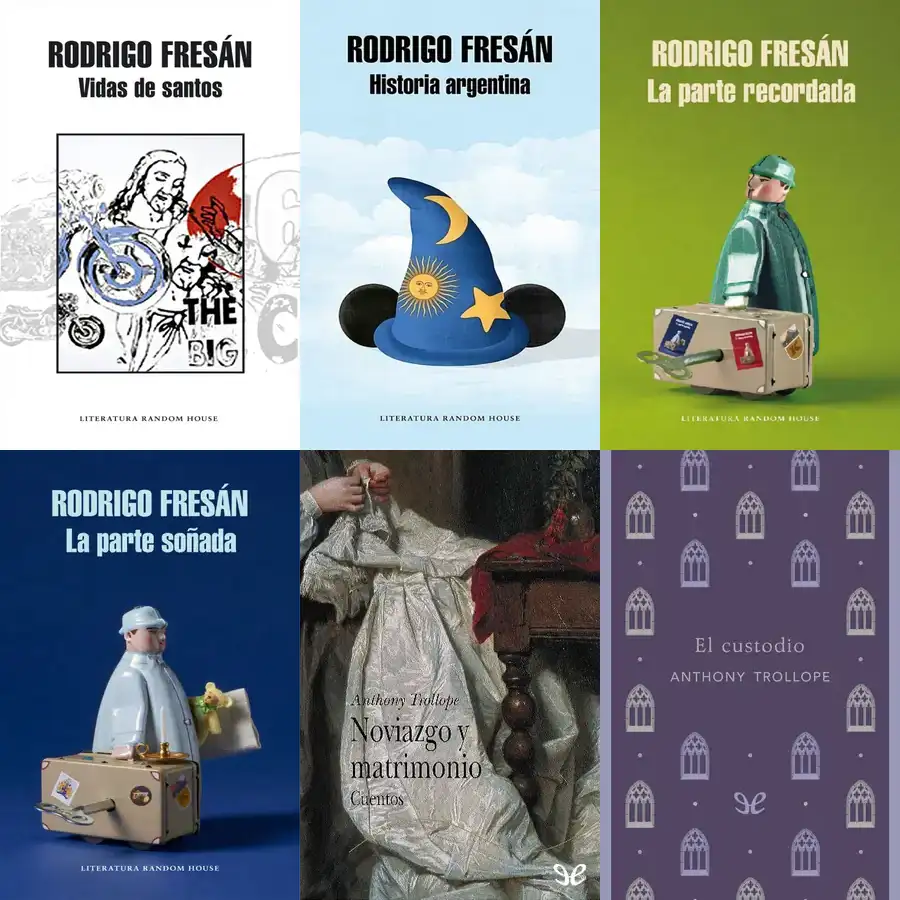 RODRIGO FRESÁN
Vidas de santos
THE
BIG
LITERATURA RANDOM HOUSE
RODRIGO FRESÁN
Historia argentina
LITERATURA RANDOM HOUSE
RODRIGO FRESÁN
La parte recordada
LITERATURA RANDOM HOUSE
RODRIGO FRESÁN
La parte soñada
LITERATURA RANDOM HOUSE
Anthony Trollope
Noviazgo y
matrimonio
Cuentos
El custodio
ANTHONY TROLLOPE